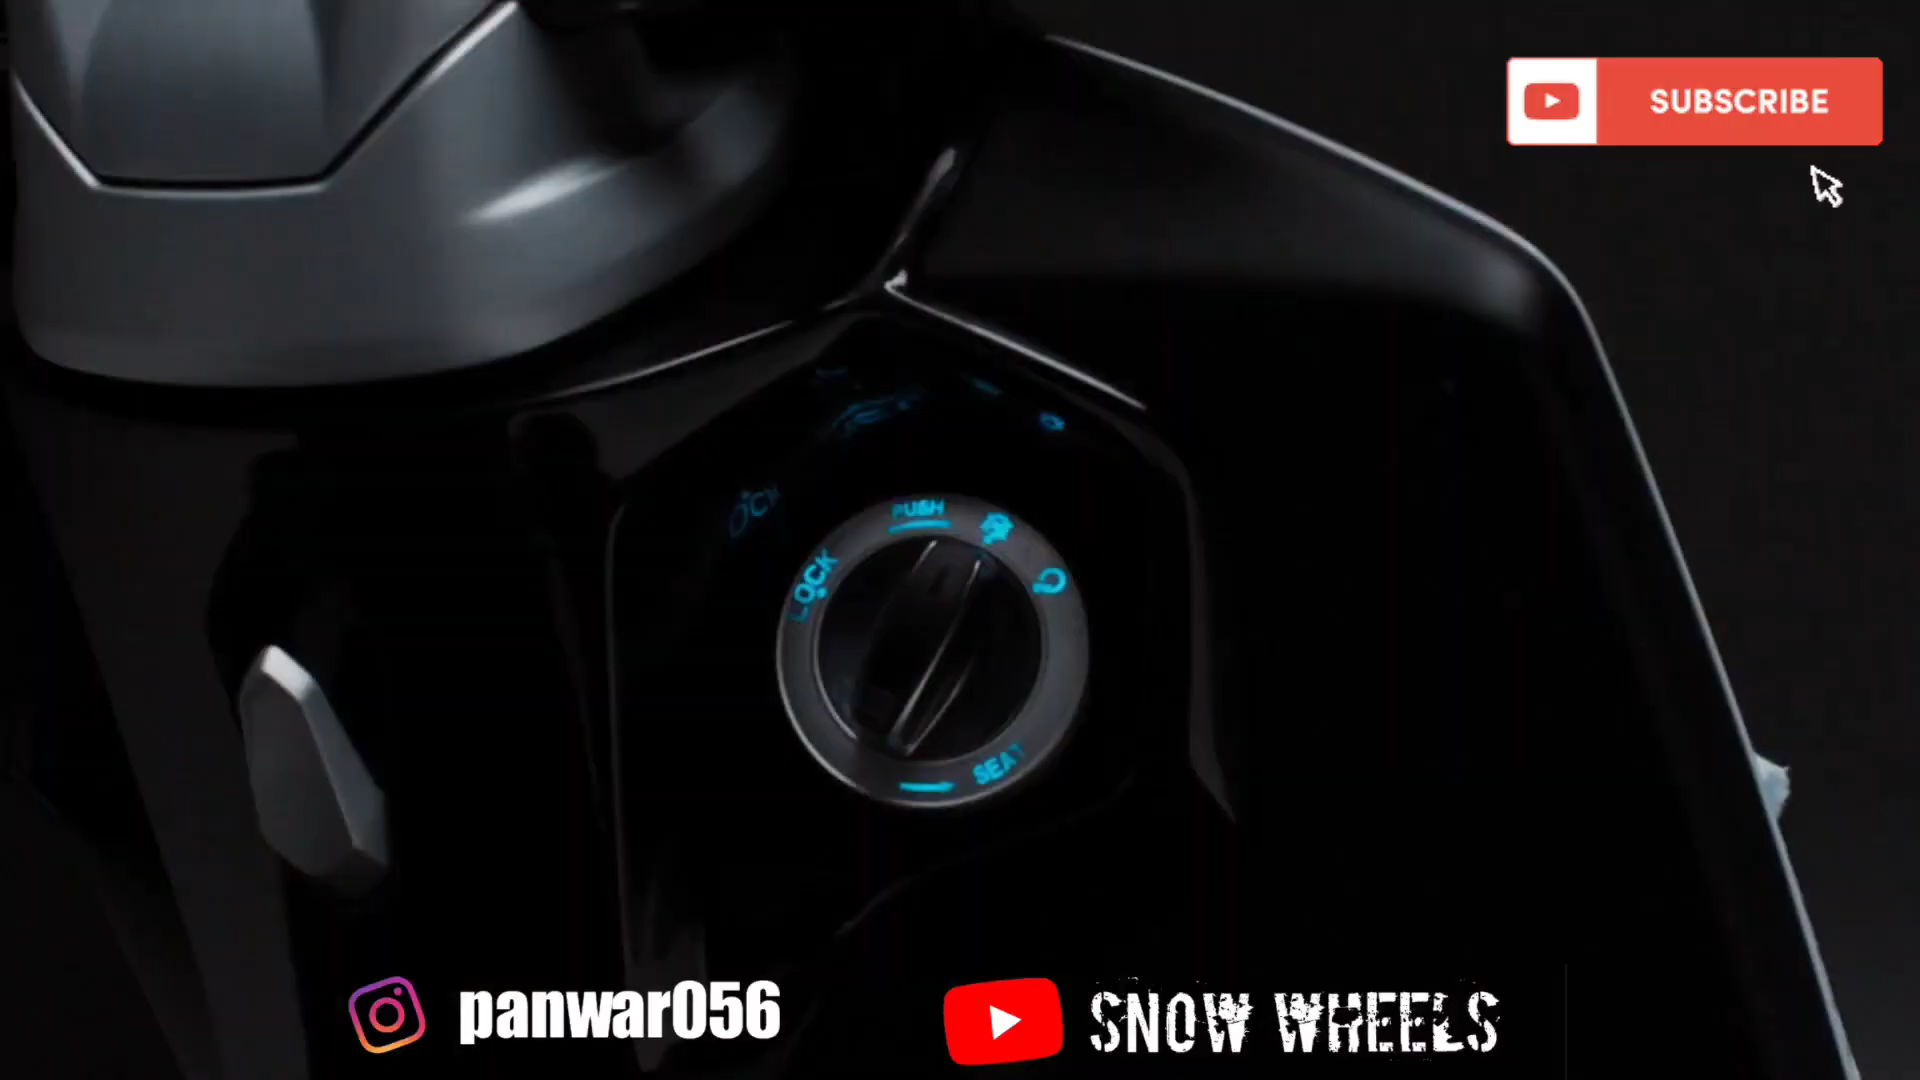 SUBSCRIBE
PUSH
LOCK
SEAT
panwar056
SNOW WHEELS